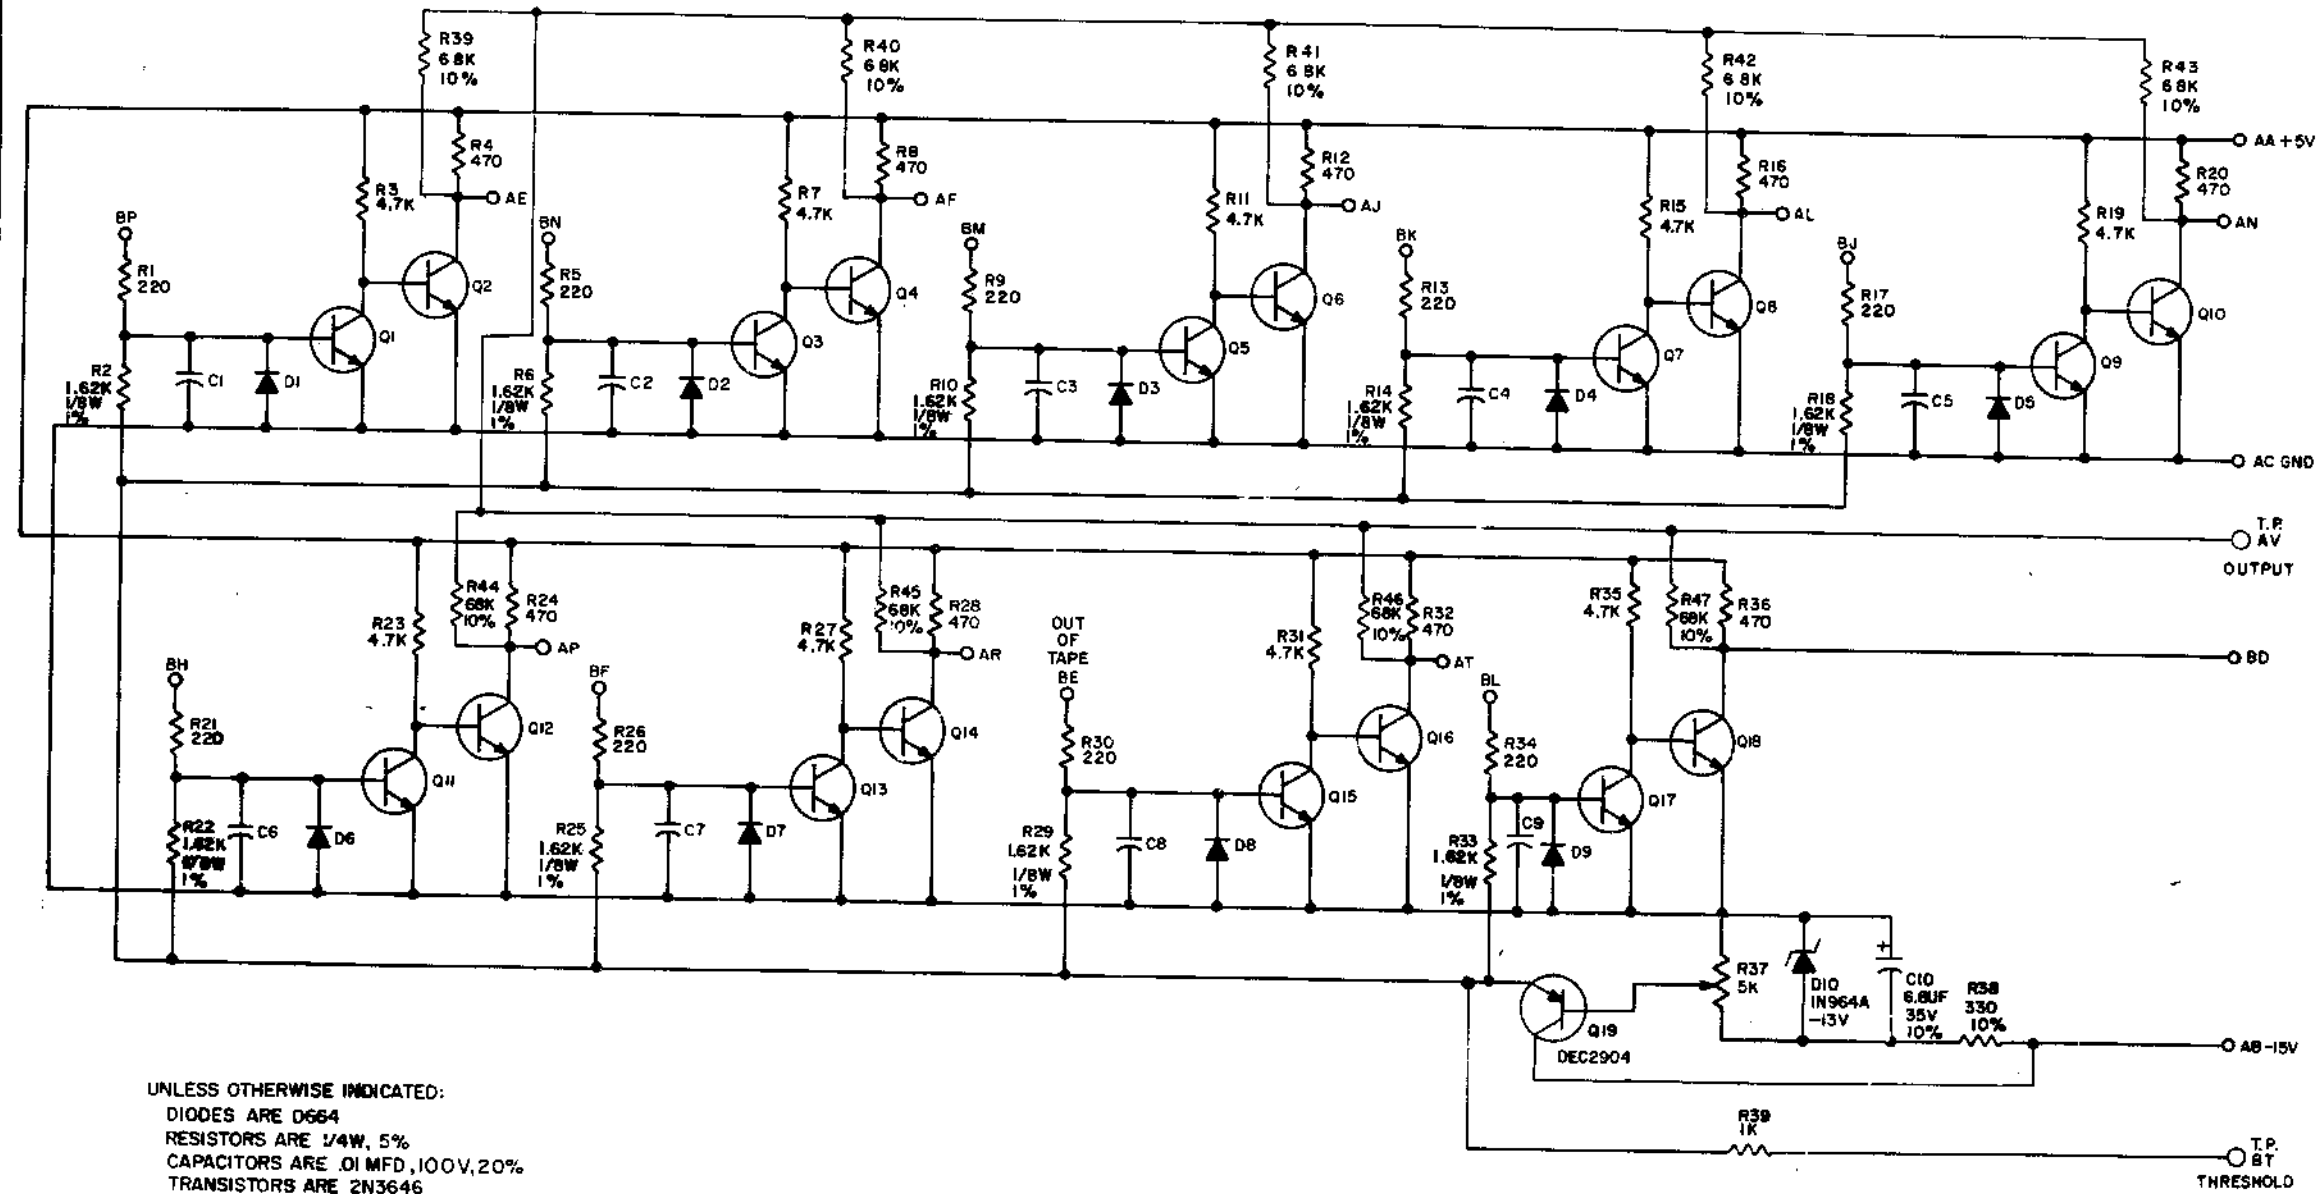 R39
68K
10%
R40
68K
10%
R41
68K
10%
R42
68K
10%
R43
68K
10%
R3
4.7K
R4
470
AE
R7
4.7K
R8
470
AF
R11
4.7K
R12
470
AJ
R15
4.7K
R16
470
AL
R19
4.7K
R20
470
AN
AA +5V
BP
R1
220
Q1
Q2
BN
R5
220
Q3
Q4
BM
R9
220
Q5
Q6
BK
R13
220
Q7
Q8
BJ
R17
220
Q9
Q10
R2
1.62K
1/8W
1%
C1
D1
R6
1.62K
1/8W
1%
C2
D2
R10
1.62K
1/8W
1%
C3
D3
R14
1.62K
1/8W
1%
C4
D4
R18
1.62K
1/8W
1%
C5
D5
AC GND
T.P.
AV
OUTPUT
R23
4.7K
R44
68K
10%
R24
470
AP
R27
4.7K
R45
68K
10%
R28
470
AR
R31
4.7K
R46
68K
10%
R32
470
AT
R35
4.7K
R47
68K
10%
R36
470
BD
BH
R21
220
Q11
Q12
BF
R26
220
Q13
Q14
OUT
OF
TAPE
BE
R30
220
Q15
Q16
BL
R34
220
Q17
Q18
R22
1.62K
1/8W
1%
C6
D6
R25
1.62K
1/8W
1%
C7
D7
R29
1.62K
1/8W
1%
C8
D8
R33
1.62K
1/8W
1%
C9
D9
Q19
DEC2904
R37
5K
D10
IN964A
-13V
+
C10
6.8UF
35V
10%
R38
330
10%
AB-15V
R39
1K
T.P.
BT
THRESHOLD
UNLESS OTHERWISE INDICATED:
DIODES ARE D664
RESISTORS ARE 1/4W, 5%
CAPACITORS ARE .01 MFD, 100V, 20%
TRANSISTORS ARE 2N3646